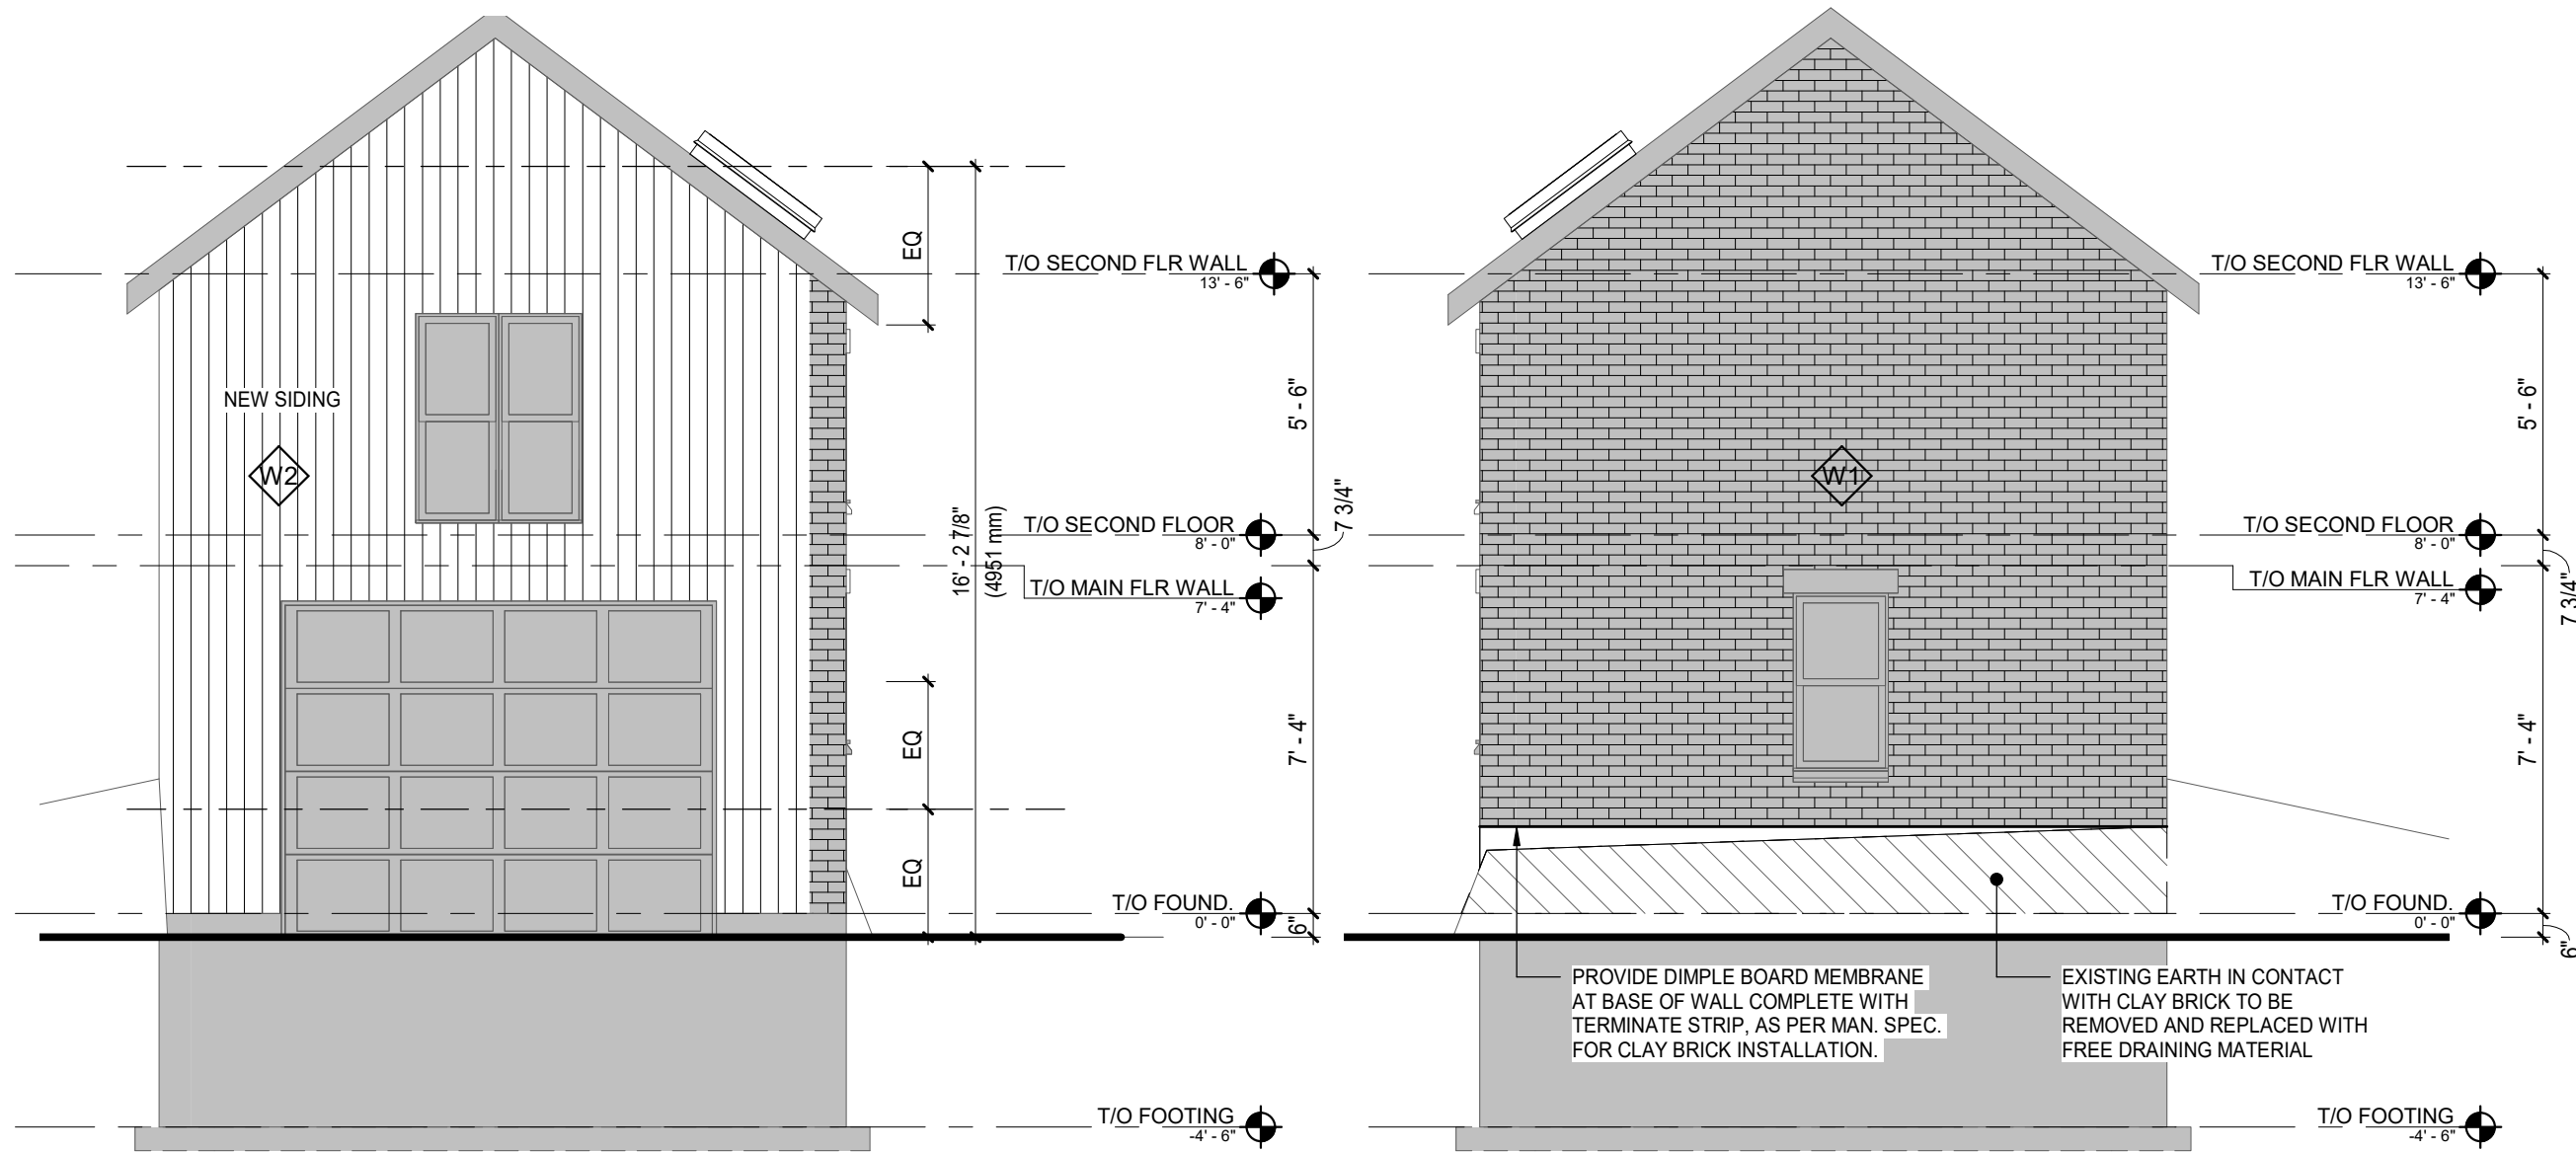 NEW SIDING
W2
EQ
EQ
EQ
16' - 2 7/8"
(4951 mm)
T/O SECOND FLR WALL
13' - 6"
5' - 6"
T/O SECOND FLOOR
8' - 0"
7 3/4"
T/O MAIN FLR WALL
7' - 4"
7' - 4"
T/O FOUND.
0' - 0"
6"
T/O FOOTING
-4' - 6"
W1
T/O SECOND FLR WALL
13' - 6"
5' - 6"
T/O SECOND FLOOR
8' - 0"
7 3/4"
T/O MAIN FLR WALL
7' - 4"
7' - 4"
T/O FOUND.
0' - 0"
6"
PROVIDE DIMPLE BOARD MEMBRANE
AT BASE OF WALL COMPLETE WITH
TERMINATE STRIP, AS PER MAN. SPEC.
FOR CLAY BRICK INSTALLATION.
EXISTING EARTH IN CONTACT
WITH CLAY BRICK TO BE
REMOVED AND REPLACED WITH
FREE DRAINING MATERIAL
T/O FOOTING
-4' - 6"